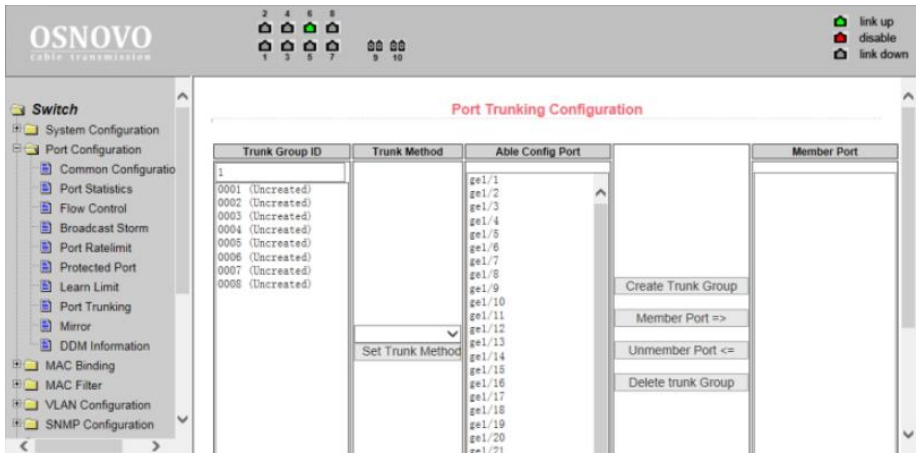 2 4 6 8
OSNOVO
cable transmission
1 3 5 7 9 10
link up
disable
link down
Switch
System Configuration
Port Configuration
Common Configuratio
Port Statistics
Flow Control
Broadcast Storm
Port Ratelimit
Protected Port
Learn Limit
Port Trunking
Mirror
DDM Information
MAC Binding
MAC Filter
VLAN Configuration
SNMP Configuration
Port Trunking Configuration
Trunk Group ID
1
0001 (Uncreated)
0002 (Uncreated)
0003 (Uncreated)
0004 (Uncreated)
0005 (Uncreated)
0006 (Uncreated)
0007 (Uncreated)
0008 (Uncreated)
Trunk Method
Set Trunk Method
Able Config Port
ge1/1
ge1/2
ge1/3
ge1/4
ge1/5
ge1/6
ge1/7
ge1/8
ge1/9
ge1/10
ge1/11
ge1/12
ge1/13
ge1/14
ge1/15
ge1/16
ge1/17
ge1/18
ge1/19
ge1/20
ge1/21
Create Trunk Group
Member Port =>
Unmember Port <=
Delete trunk Group
Member Port